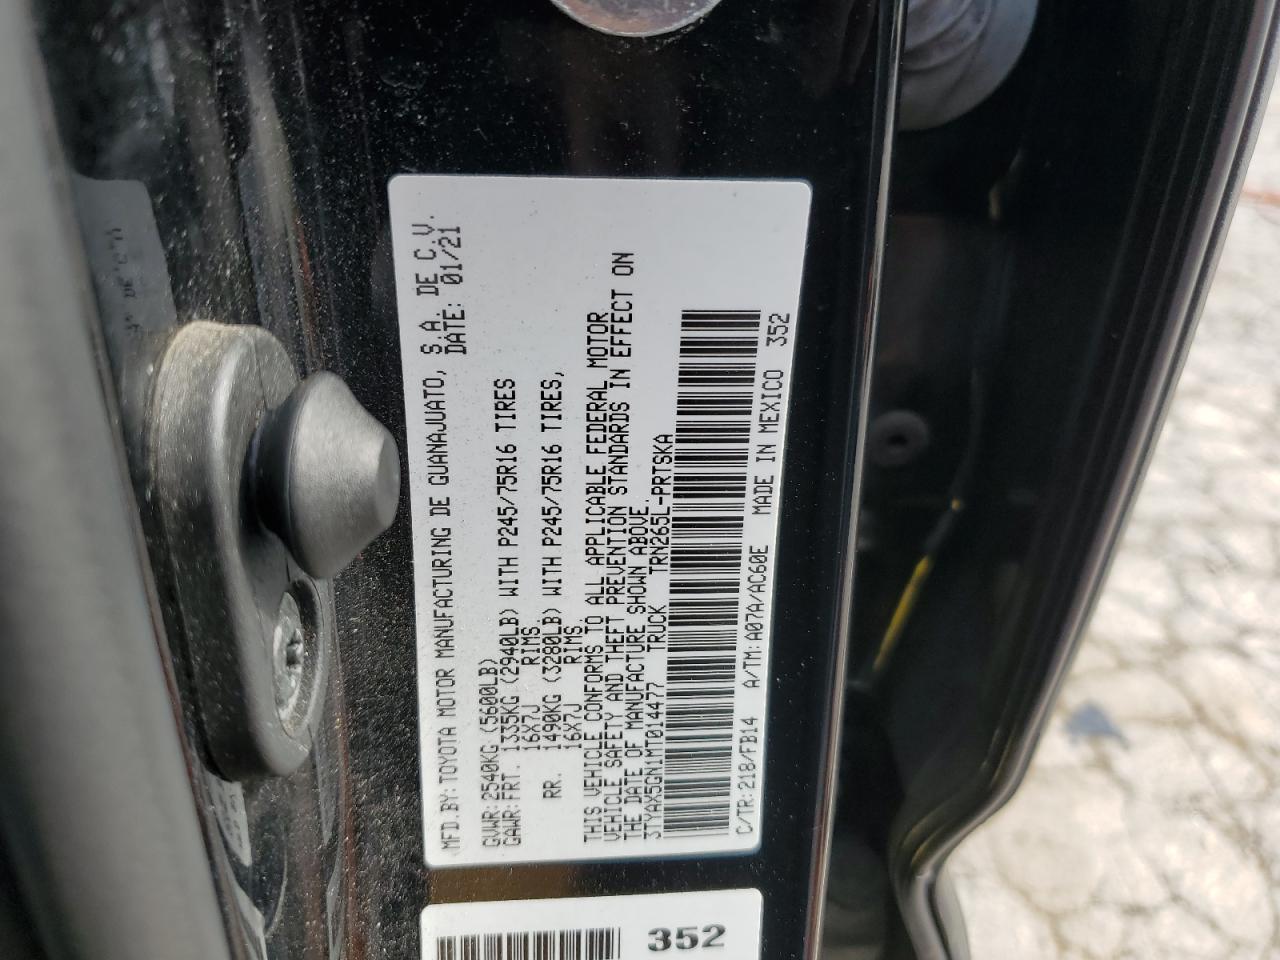 MFD.BY: TOYOTA MOTOR MANUFACTURING DE GUANAJUATO, S.A. DE C.V.
DATE: 01/21
GVWR: 2540KG (5600LB)
GAWR: FRT. 1335KG (2940LB) WITH P245/75R16 TIRES
16X7J RIMS
RR. 1490KG (3280LB) WITH P245/75R16 TIRES,
16X7J RIMS
THIS VEHICLE CONFORMS TO ALL APPLICABLE FEDERAL MOTOR
VEHICLE SAFETY AND THEFT PREVENTION STANDARDS IN EFFECT ON
THE DATE OF MANUFACTURE SHOWN ABOVE.
3TYAX5GN1MT014477 TRUCK TRN265L-PRTSKA
C/TR: 218/FB14 A/TM: A07A/AC60E MADE IN MEXICO 352
352